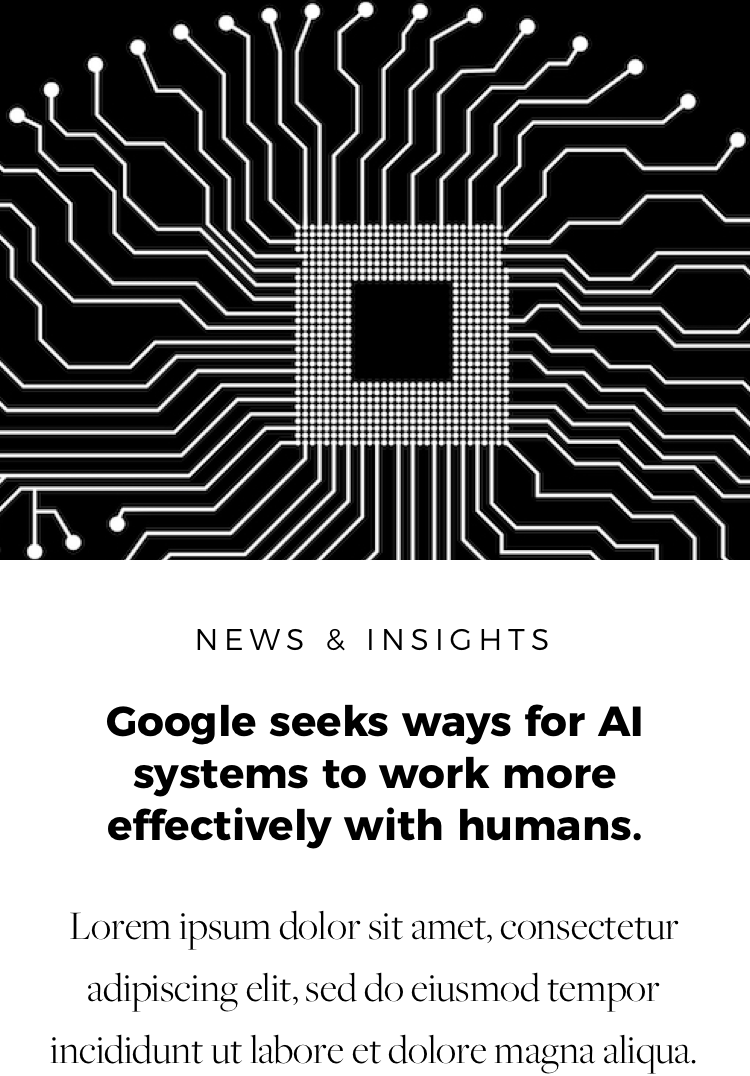 NEWS & INSIGHTS
Google seeks ways for AI
systems to work more
effectively with humans.
Lorem ipsum dolor sit amet, consectetur
adipiscing elit, sed do eiusmod tempor
incididunt ut labore et dolore magna aliqua.